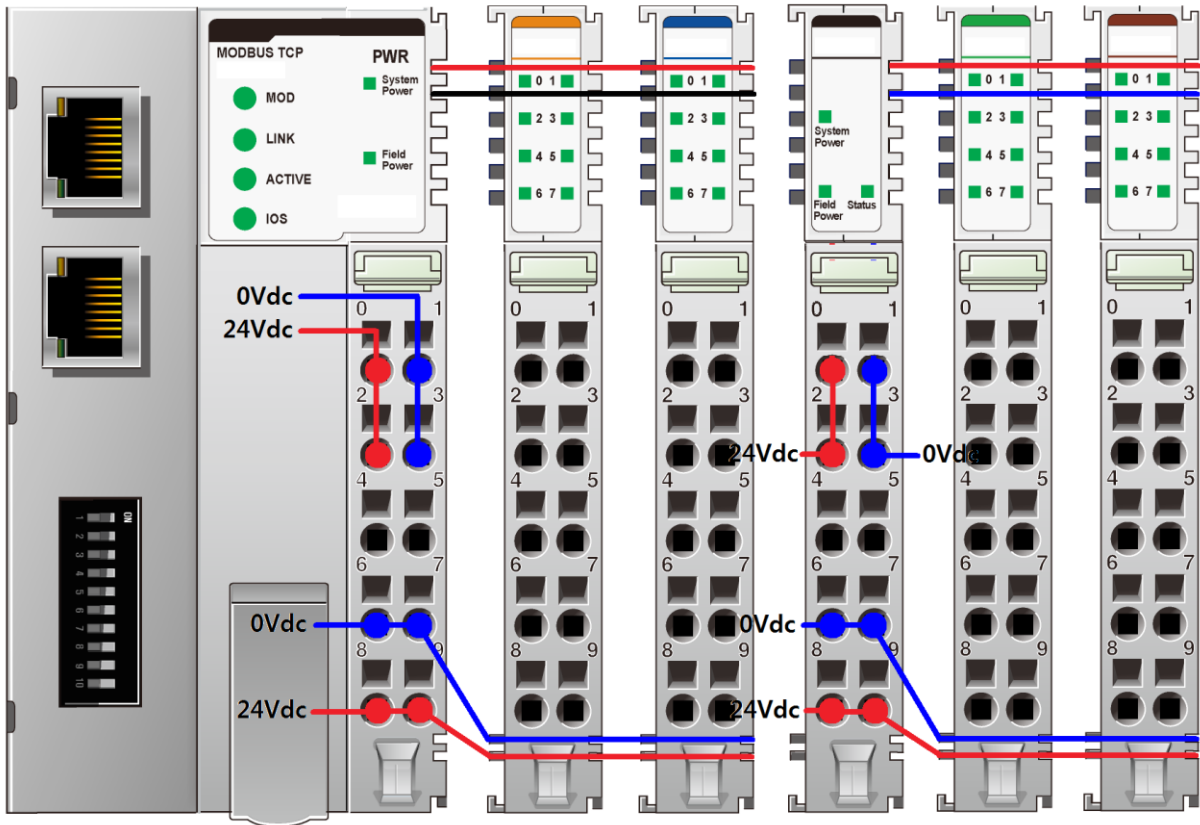 MODBUS TCP
PWR
System
Power
MOD
LINK
Field
Power
ACTIVE
IOS
ON
1
2
3
4
5
6
7
8
9
10
0Vdc
24Vdc
0Vdc
24Vdc
0 1
2 3
4 5
6 7
8 9
0 1
2 3
4 5
6 7
0 1
2 3
4 5
6 7
8 9
0 1
2 3
4 5
6 7
0 1
2 3
4 5
6 7
8 9
System
Power
Field
Power
Status
0 1
2 3
24Vdc
0Vdc
4 5
6 7
0Vdc
8 9
24Vdc
0 1
2 3
4 5
6 7
0 1
2 3
4 5
6 7
8 9
0 1
2 3
4 5
6 7
0 1
2 3
4 5
6 7
8 9